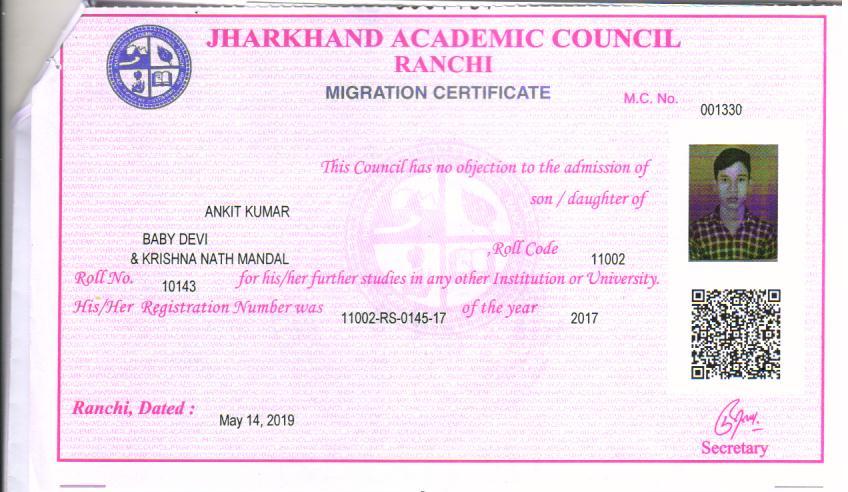 JHARKHAND ACADEMIC COUNCIL
RANCHI
MIGRATION CERTIFICATE
M.C. No. 001330
This Council has no objection to the admission of
ANKIT KUMAR son / daughter of
BABY DEVI
& KRISHNA NATH MANDAL , Roll Code 11002
Roll No. 10143 for his/her further studies in any other Institution or University.
His/Her Registration Number was 11002-RS-0145-17 of the year 2017
Ranchi, Dated : May 14, 2019
Secretary